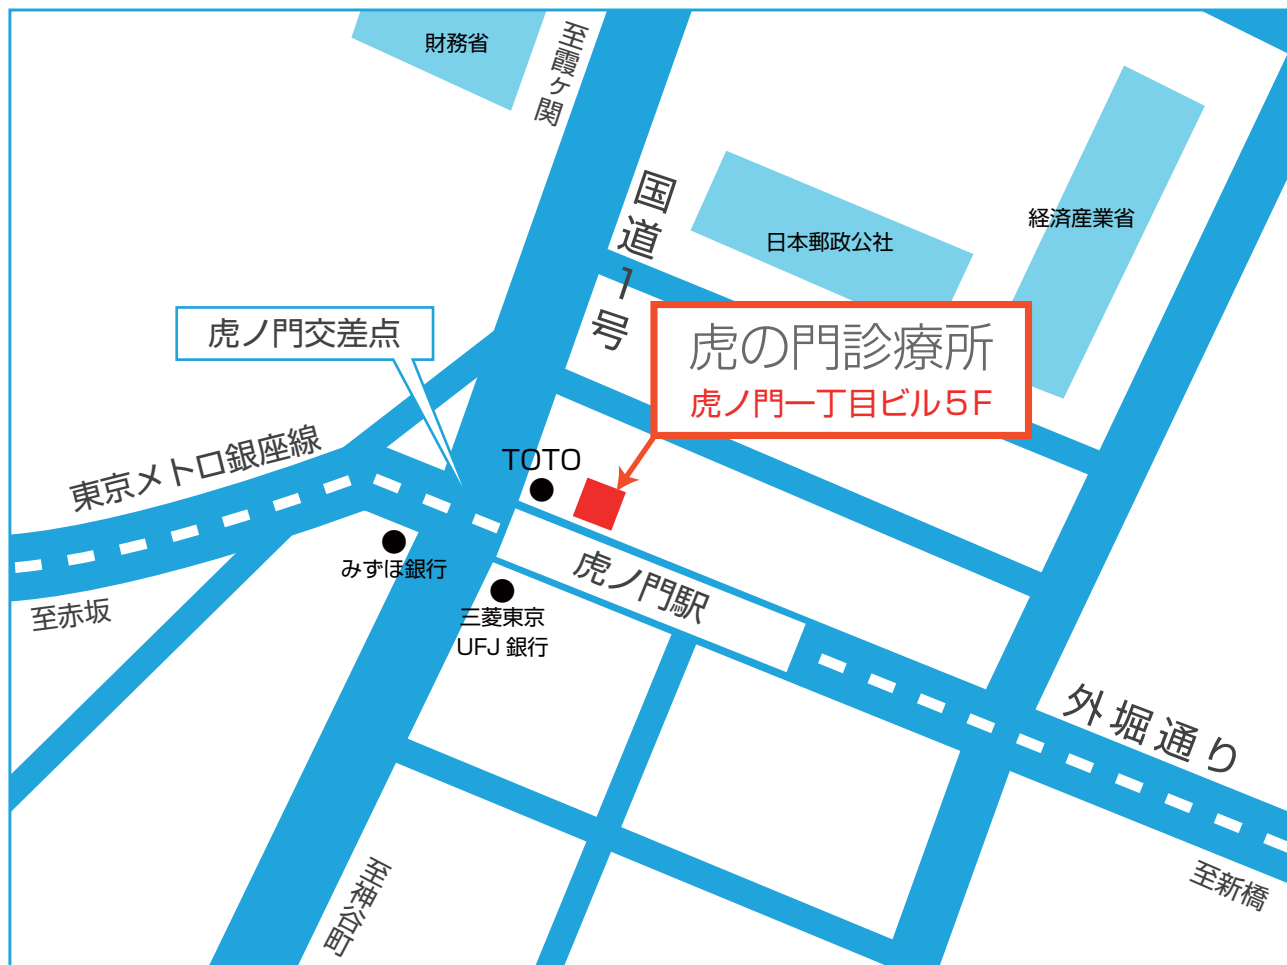 財務省
至霞ヶ関
国道1号
日本郵政公社
経済産業省
虎ノ門交差点
虎の門診療所
虎ノ門一丁目ビル5F
東京メトロ銀座線
TOTO
みずほ銀行
虎ノ門駅
至赤坂
三菱東京
UFJ 銀行
外堀通り
至神谷町
至新橋